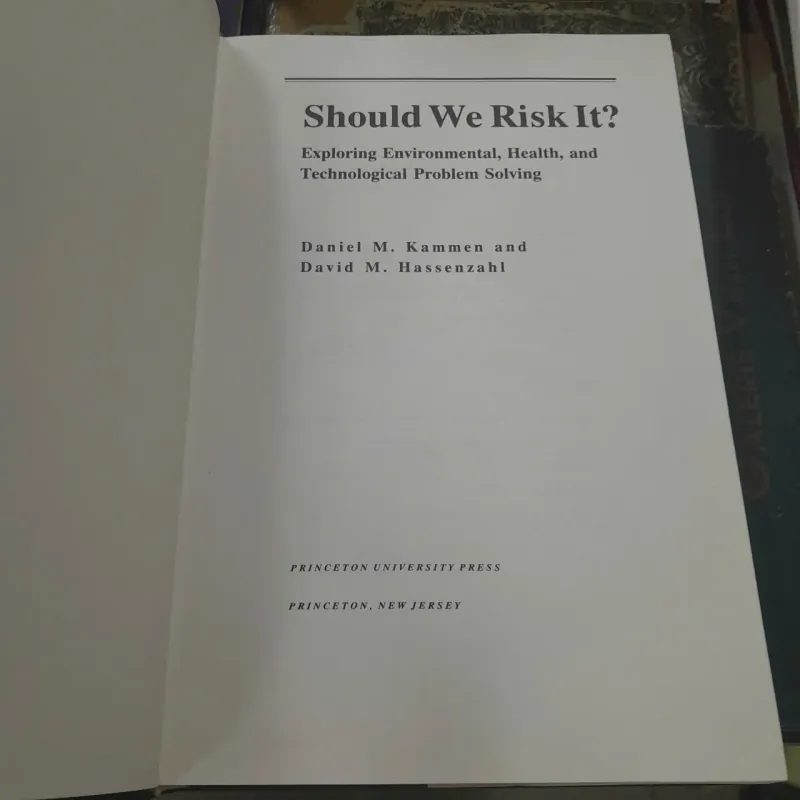 Should We Risk It?
Exploring Environmental, Health, and
Technological Problem Solving
Daniel M. Kammen and
David M. Hassenzahl
PRINCETON UNIVERSITY PRESS
PRINCETON, NEW JERSEY